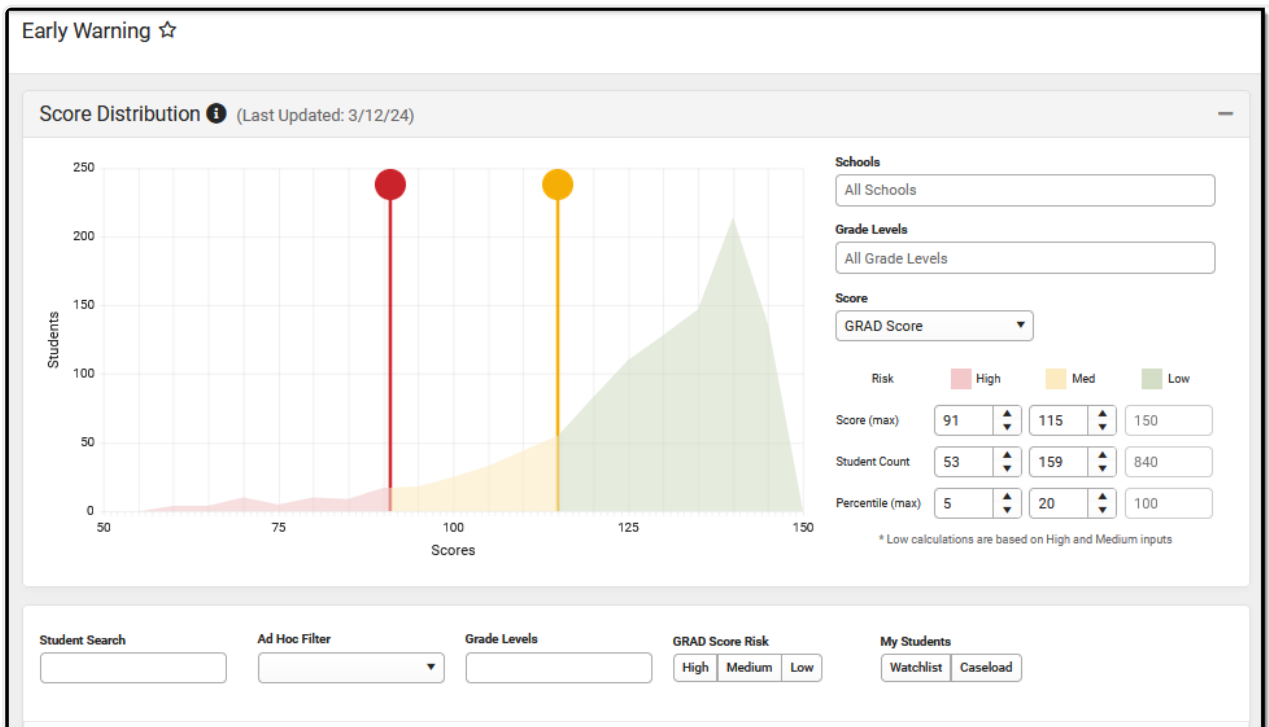 Early Warning
Score Distribution (Last Updated: 3/12/24)
250
200
150
100
50
0
Students
50 75 100 125 150
Scores
Schools
All Schools
Grade Levels
All Grade Levels
Score
GRAD Score
Risk High Med Low
Score (max) 91 115 150
Student Count 53 159 840
Percentile (max) 5 20 100
* Low calculations are based on High and Medium inputs
Student Search Ad Hoc Filter Grade Levels GRAD Score Risk My Students
High Medium Low Watchlist Caseload